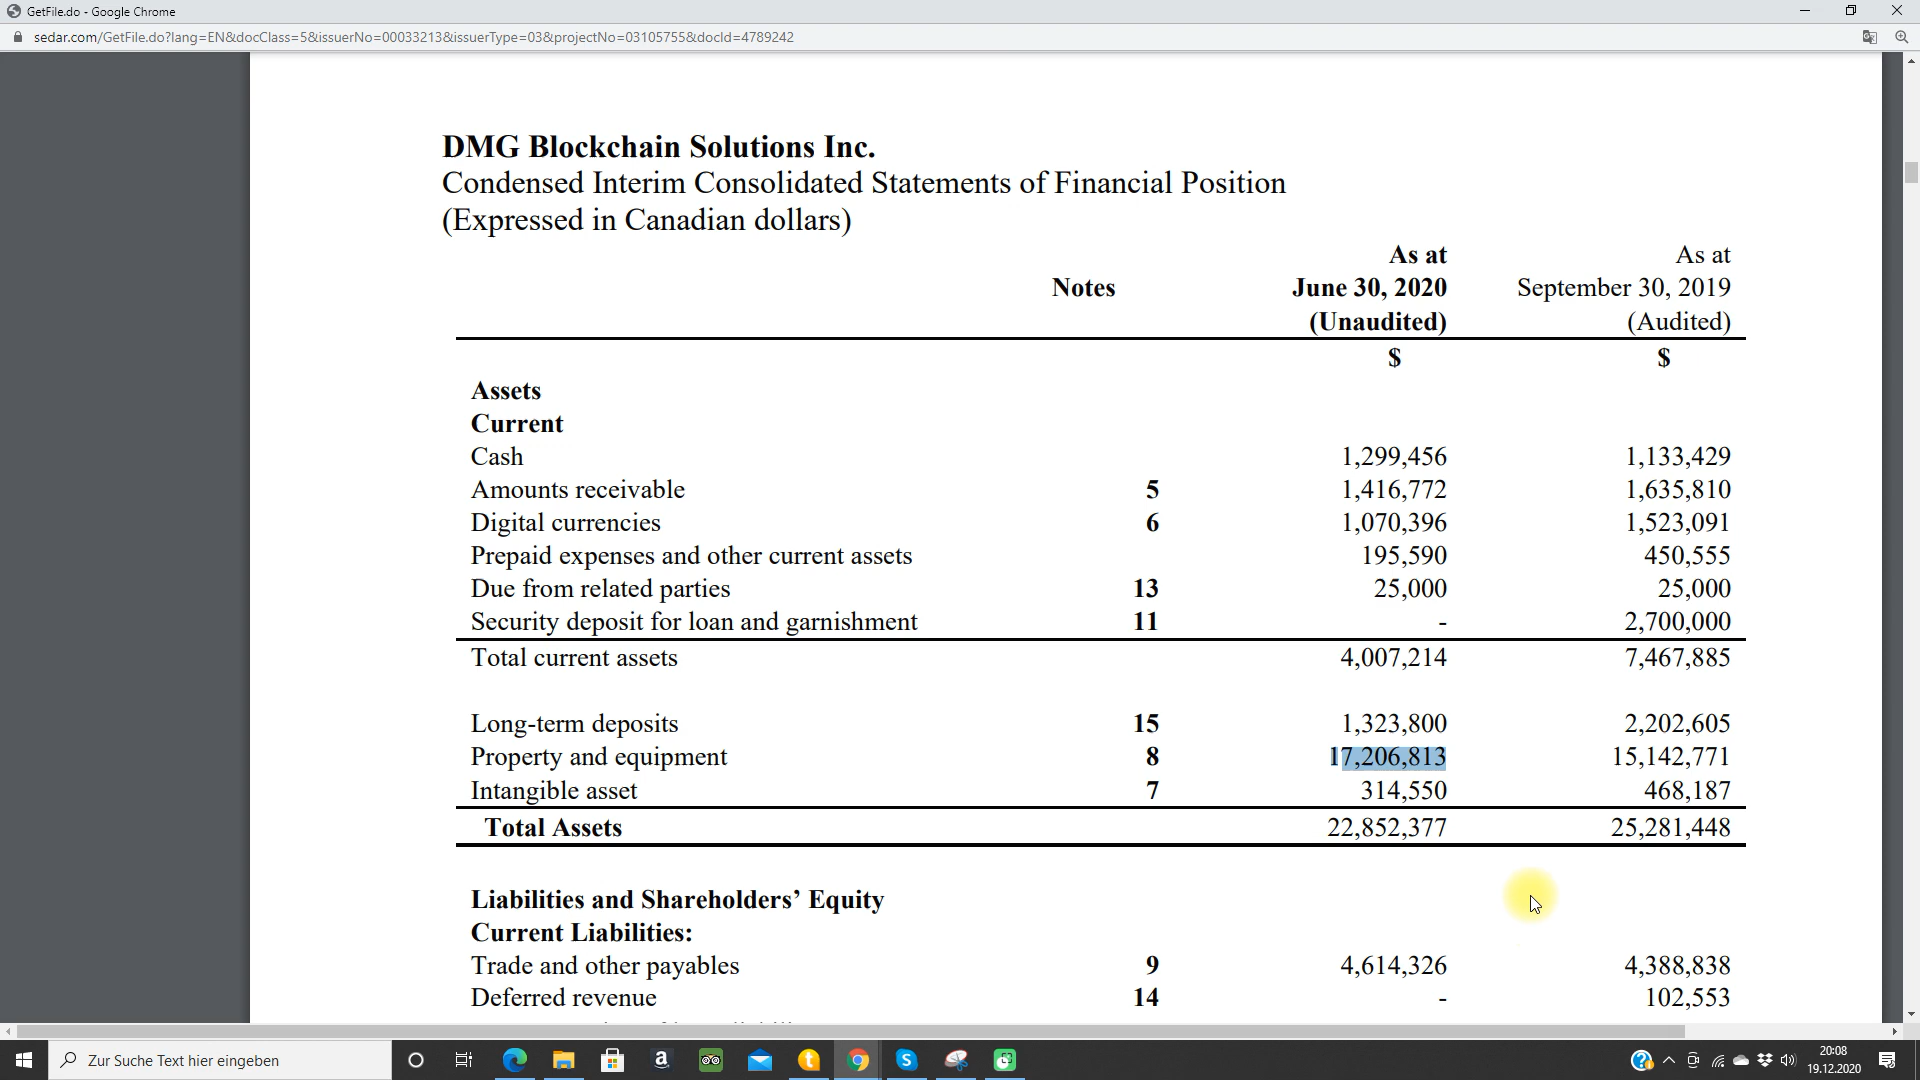 GetFile.do - Google Chrome
sedar.com/GetFile.do?lang=EN&docClass=5&issuerNo=00033213&issuerType=03&projectNo=03105755&docId=4789242
DMG Blockchain Solutions Inc.
Condensed Interim Consolidated Statements of Financial Position
(Expressed in Canadian dollars)
As at As at
Notes June 30, 2020 September 30, 2019
(Unaudited) (Audited)
$ $
Assets
Current
Cash 1,299,456 1,133,429
Amounts receivable 5 1,416,772 1,635,810
Digital currencies 6 1,070,396 1,523,091
Prepaid expenses and other current assets 195,590 450,555
Due from related parties 13 25,000 25,000
Security deposit for loan and garnishment 11 - 2,700,000
Total current assets 4,007,214 7,467,885
Long-term deposits 15 1,323,800 2,202,605
Property and equipment 8 17,206,813 15,142,771
Intangible asset 7 314,550 468,187
Total Assets 22,852,377 25,281,448
Liabilities and Shareholders’ Equity
Current Liabilities:
Trade and other payables 9 4,614,326 4,388,838
Deferred revenue 14 - 102,553
Zur Suche Text hier eingeben
20:08
19.12.2020